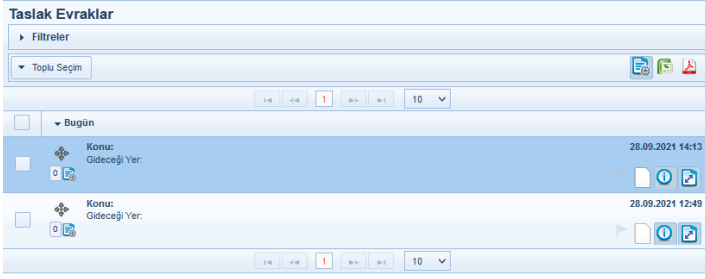 Taslak Evraklar
Filtreler
Toplu Seçim
1 10
Bugün
Konu: 28.09.2021 14:13
Gideceği Yer:
0
Konu: 28.09.2021 12:49
Gideceği Yer:
0
1 10